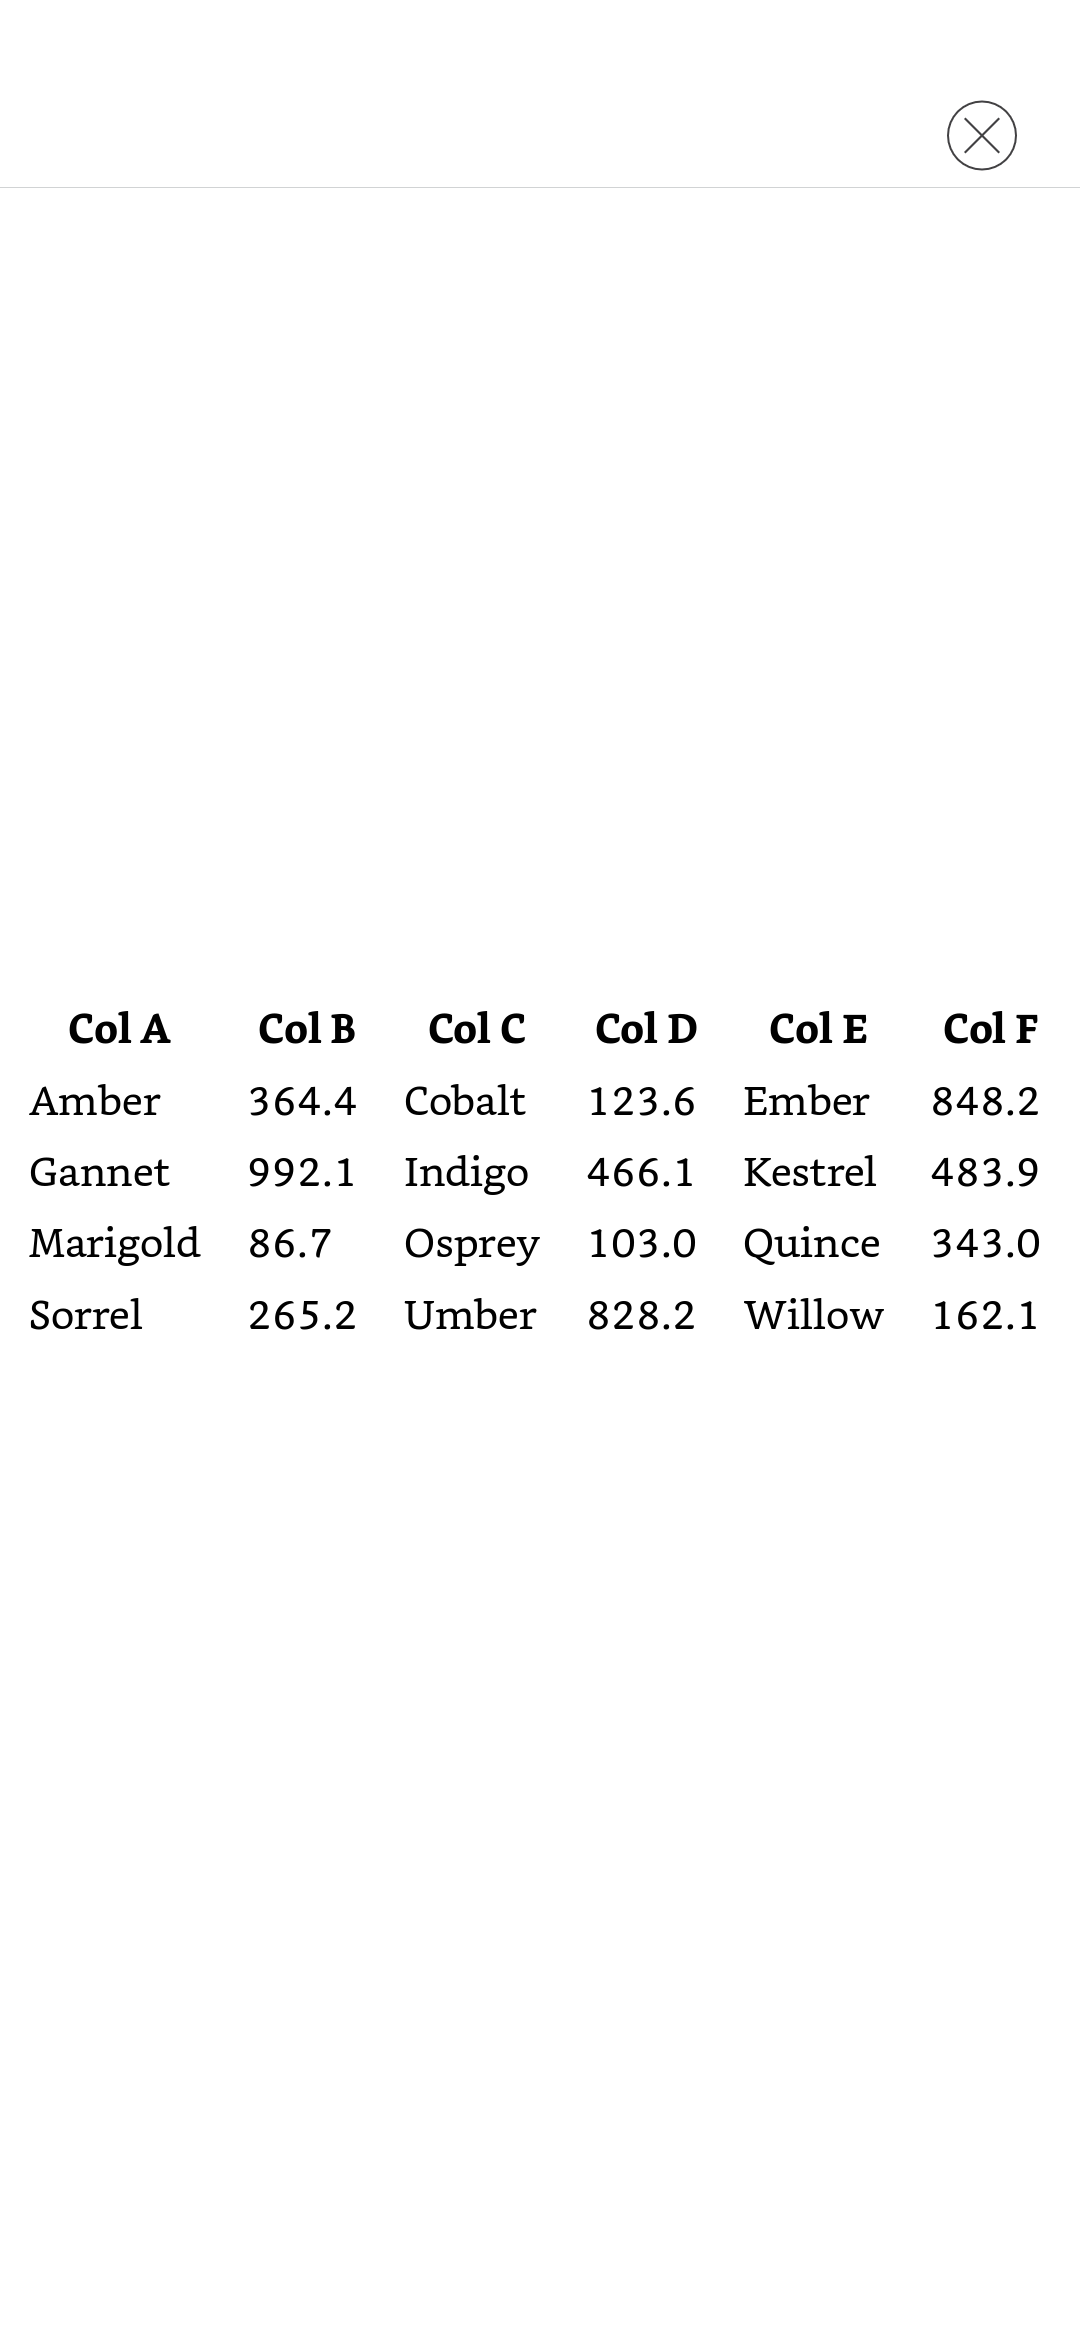 Col A Col B Col C Col D Col E Col F
Amber 364.4 Cobalt 123.6 Ember 848.2
Gannet 992.1 Indigo 466.1 Kestrel 483.9
Marigold 86.7 Osprey 103.0 Quince 343.0
Sorrel 265.2 Umber 828.2 Willow 162.1